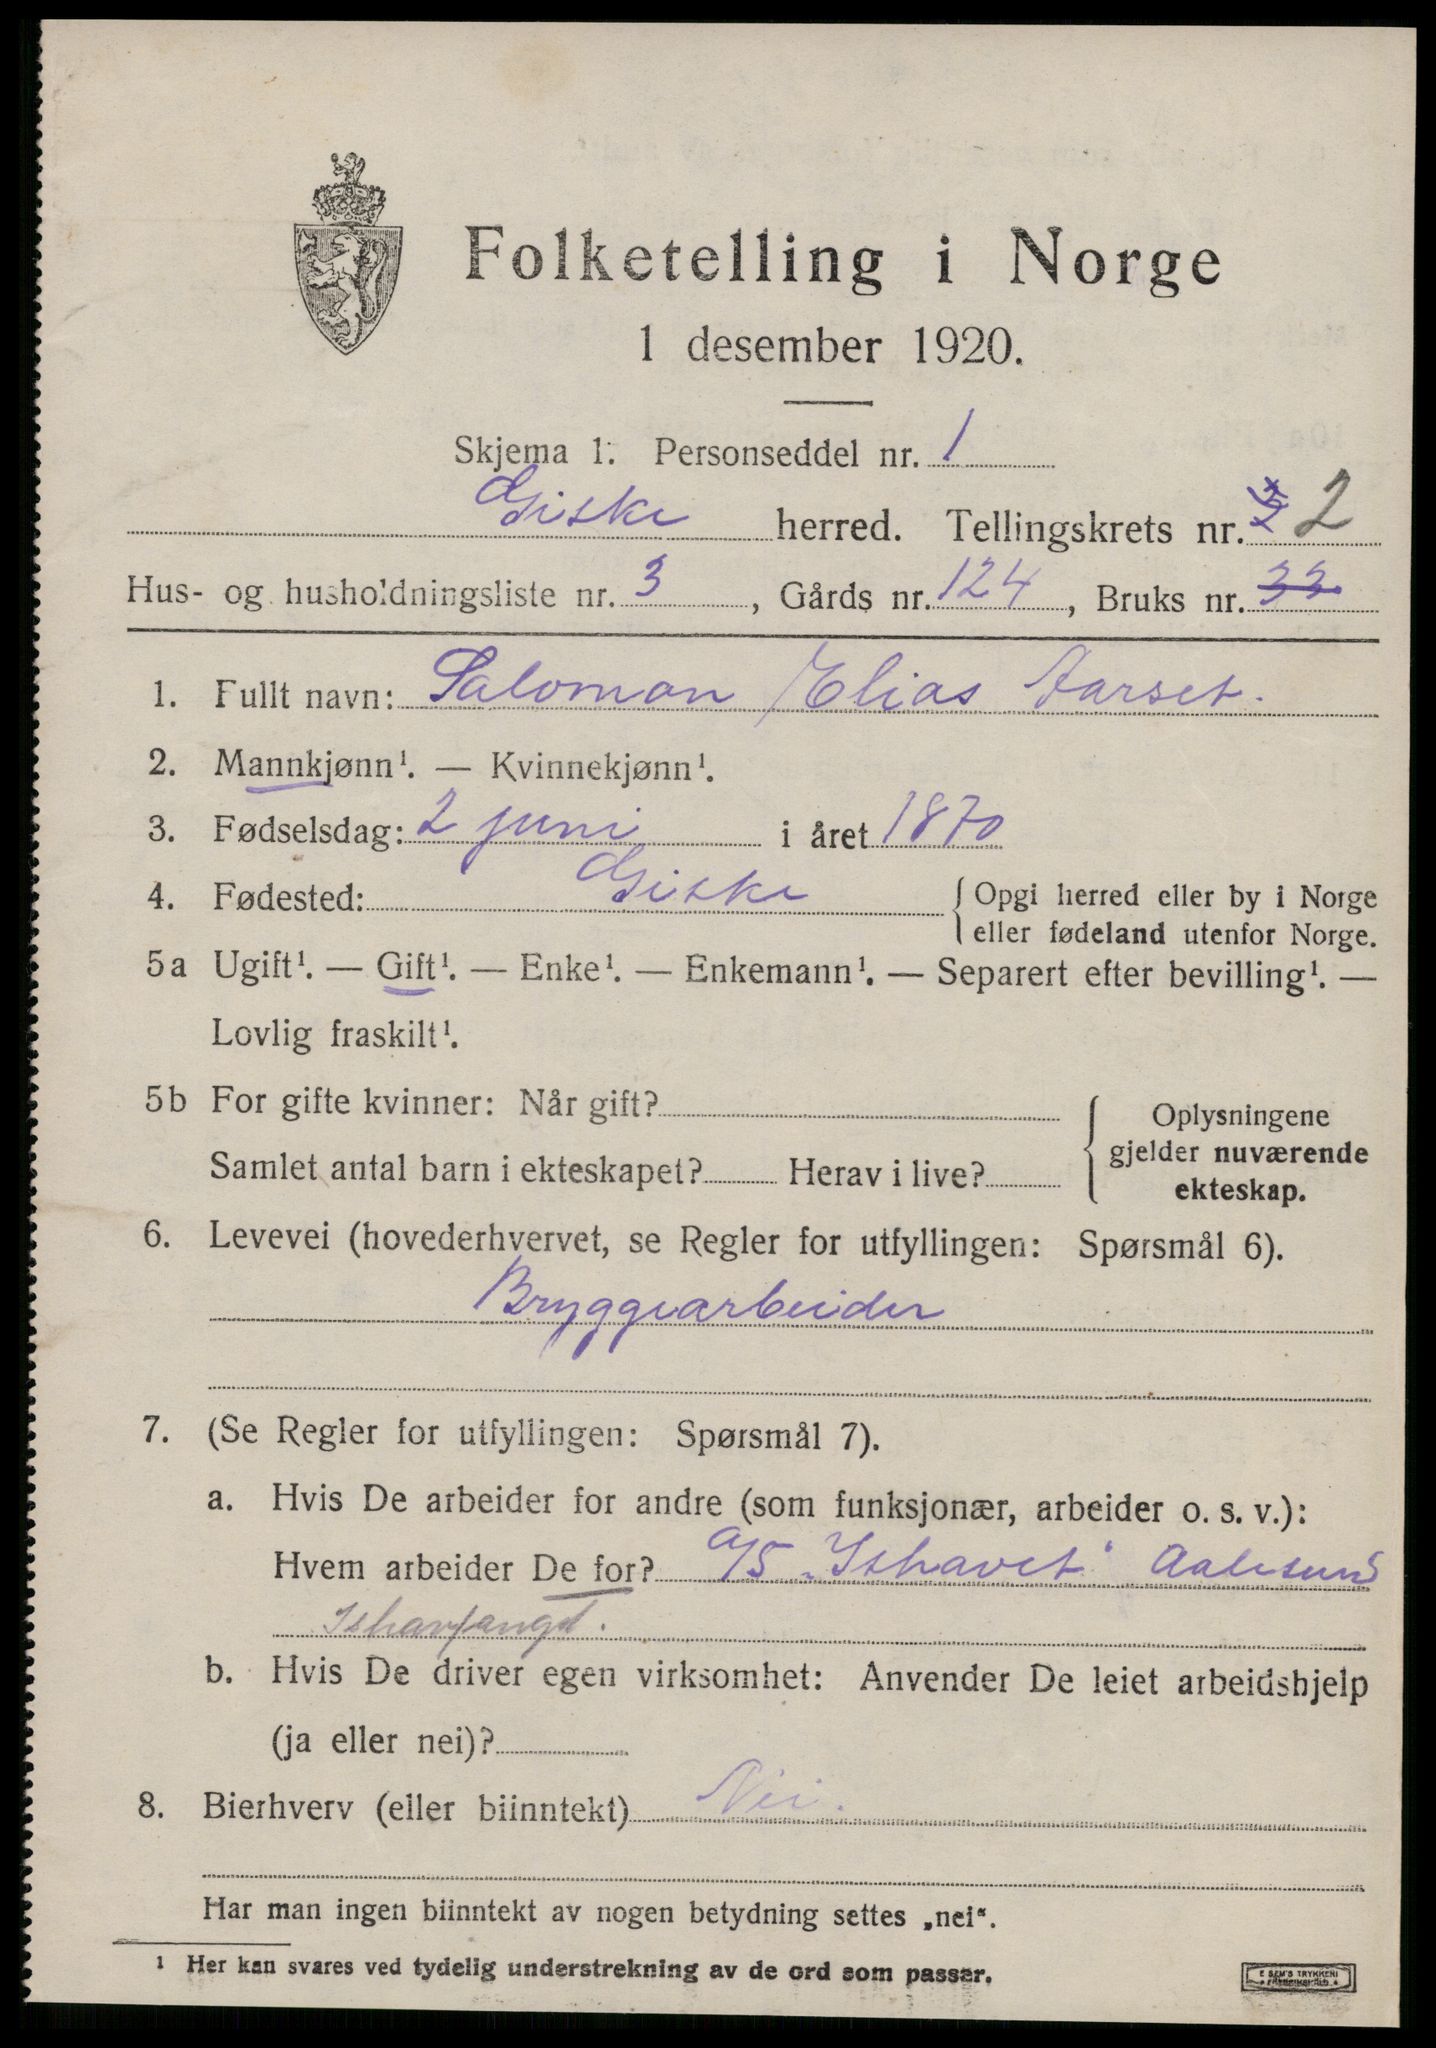 Folketelling i Norge
1 desember 1920.
Skjema 1. Personseddel nr. 1
Giske herred. Tellingskrets nr. 2
Hus- og husholdningsliste nr. 3, Gårds nr. 124, Bruks nr. 33
1. Fullt navn: Salomon Elias Aarset.
2. Mannkjønn¹. — Kvinnekjønn¹.
3. Fødselsdag: 2 juni i året 1870
4. Fødested: Giske { Opgi herred eller by i Norge
eller fødeland utenfor Norge.
5a Ugift¹. — Gift¹. — Enke¹. — Enkemann¹. — Separert efter bevilling¹. —
Lovlig fraskilt¹.
5b For gifte kvinner: Når gift?
Samlet antal barn i ekteskapet? Herav i live?
{ Oplysningene
gjelder nuværende
ekteskap.
6. Levevei (hovederhvervet, se Regler for utfyllingen: Spørsmål 6).
Bryggearbeider
7. (Se Regler for utfyllingen: Spørsmål 7).
a. Hvis De arbeider for andre (som funksjonær, arbeider o. s. v.):
Hvem arbeider De for? A/S „Ishavet" Aalesund
Ishavfangst.
b. Hvis De driver egen virksomhet: Anvender De leiet arbeidshjelp
(ja eller nei)?
8. Bierhverv (eller biinntekt) Nei.
Har man ingen biinntekt av nogen betydning settes „nei“.
¹ Her kan svares ved tydelig understrekning av de ord som passer.
E SEM'S TRYKKERI